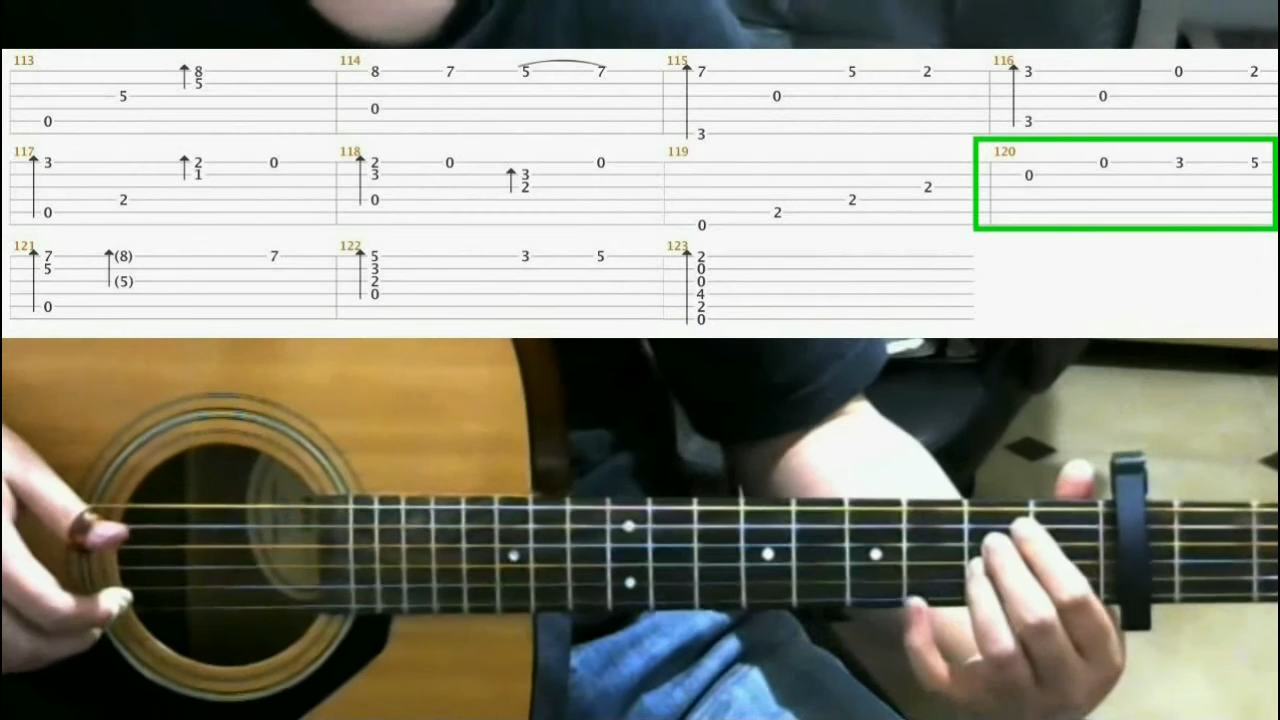 113 114 115 116
8 8 7 5 7 7 5 2 3 0 2
5
5 0 0
0
0 3
3
117 118 119 120
3 2 0 2 0 0 0 3 5
1 3 3 0
2 2
2 0 2
0 2
0
121 122 123
7 (8) 7 5 3 5 2
5 3 0
(5) 2 0
0 4
0 2
0